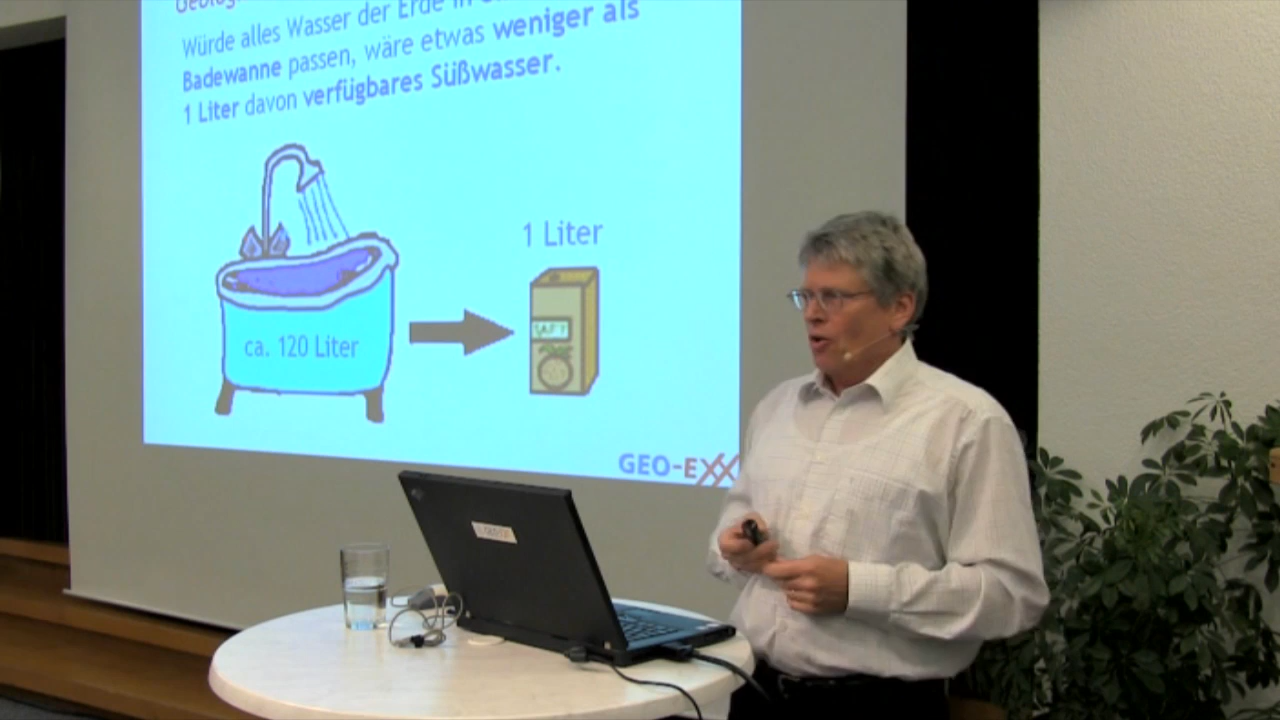 Würde alles Wasser der Erde in
Badewanne passen, wäre etwas weniger als
1 Liter davon verfügbares Süßwasser.
1 Liter
ca. 120 Liter
GEO-EXX